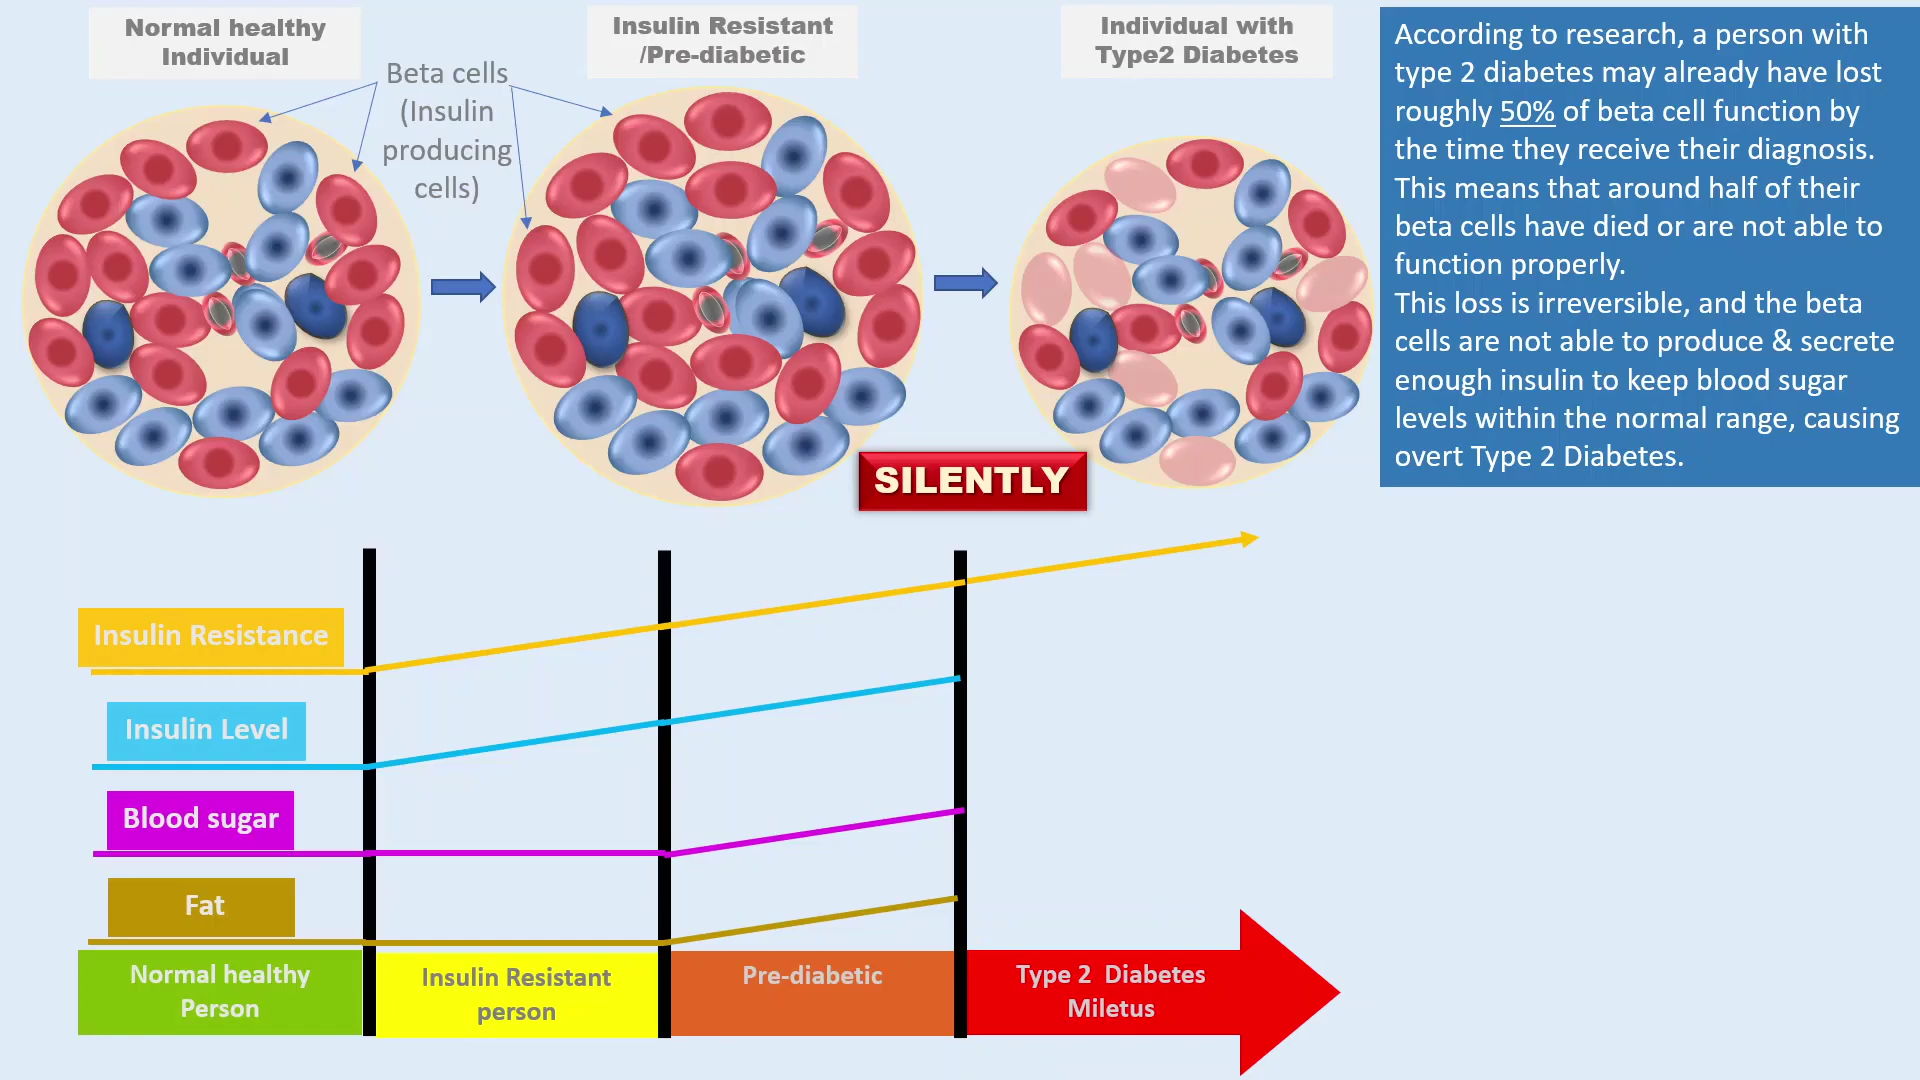 Normal healthy
Individual
Insulin Resistant
/Pre-diabetic
Individual with
Type2 Diabetes
Beta cells
(Insulin
producing
cells)
According to research, a person with
type 2 diabetes may already have lost
roughly 50% of beta cell function by
the time they receive their diagnosis.
This means that around half of their
beta cells have died or are not able to
function properly.
This loss is irreversible, and the beta
cells are not able to produce & secrete
enough insulin to keep blood sugar
levels within the normal range, causing
overt Type 2 Diabetes.
SILENTLY
Insulin Resistance
Insulin Level
Blood sugar
Fat
Normal healthy
Person
Insulin Resistant
person
Pre-diabetic
Type 2 Diabetes
Miletus